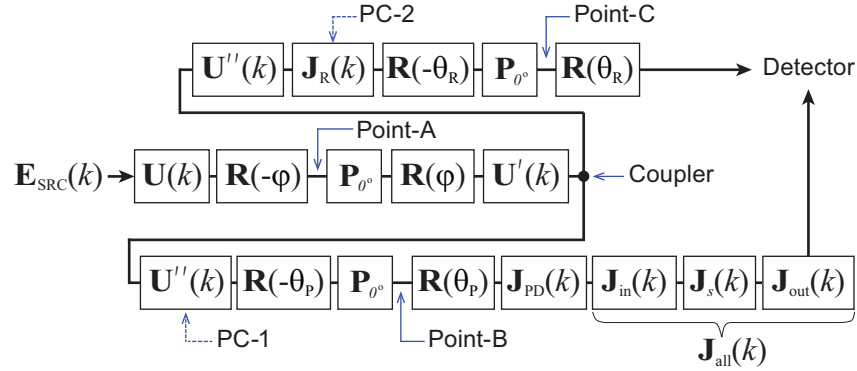 PC-2
Point-C
U''(k) J_R(k) R(-θ_R) P_0° R(θ_R) Detector
Point-A
E_SRC(k) U(k) R(-φ) P_0° R(φ) U'(k) Coupler
U''(k) R(-θ_P) P_0° R(θ_P) J_PD(k) J_in(k) J_s(k) J_out(k)
PC-1 Point-B J_all(k)